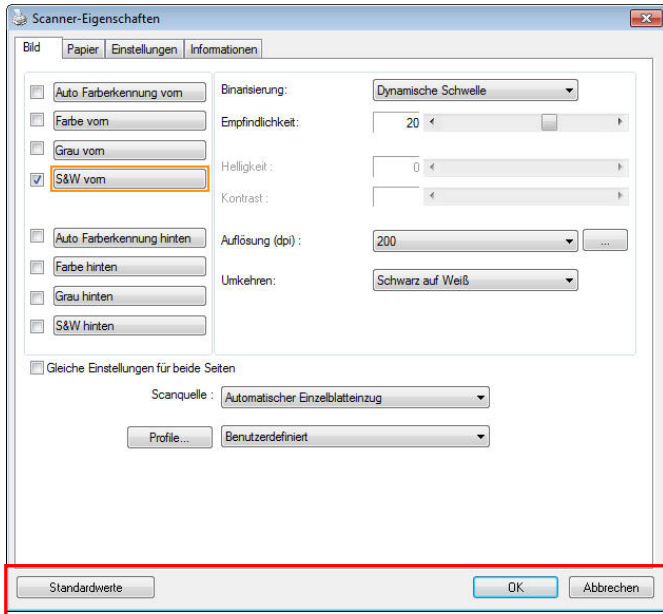 Scanner-Eigenschaften
Bild Papier Einstellungen Informationen
Auto Farberkennung vorn
Farbe vorn
Grau vorn
S&W vorn
Auto Farberkennung hinten
Farbe hinten
Grau hinten
S&W hinten
Binarisierung: Dynamische Schwelle
Empfindlichkeit: 20
Helligkeit : 0
Kontrast :
Auflösung (dpi) : 200 ...
Umkehren: Schwarz auf Weiß
Gleiche Einstellungen für beide Seiten
Scanquelle : Automatischer Einzelblatteinzug
Profile... Benutzerdefiniert
Standardwerte OK Abbrechen